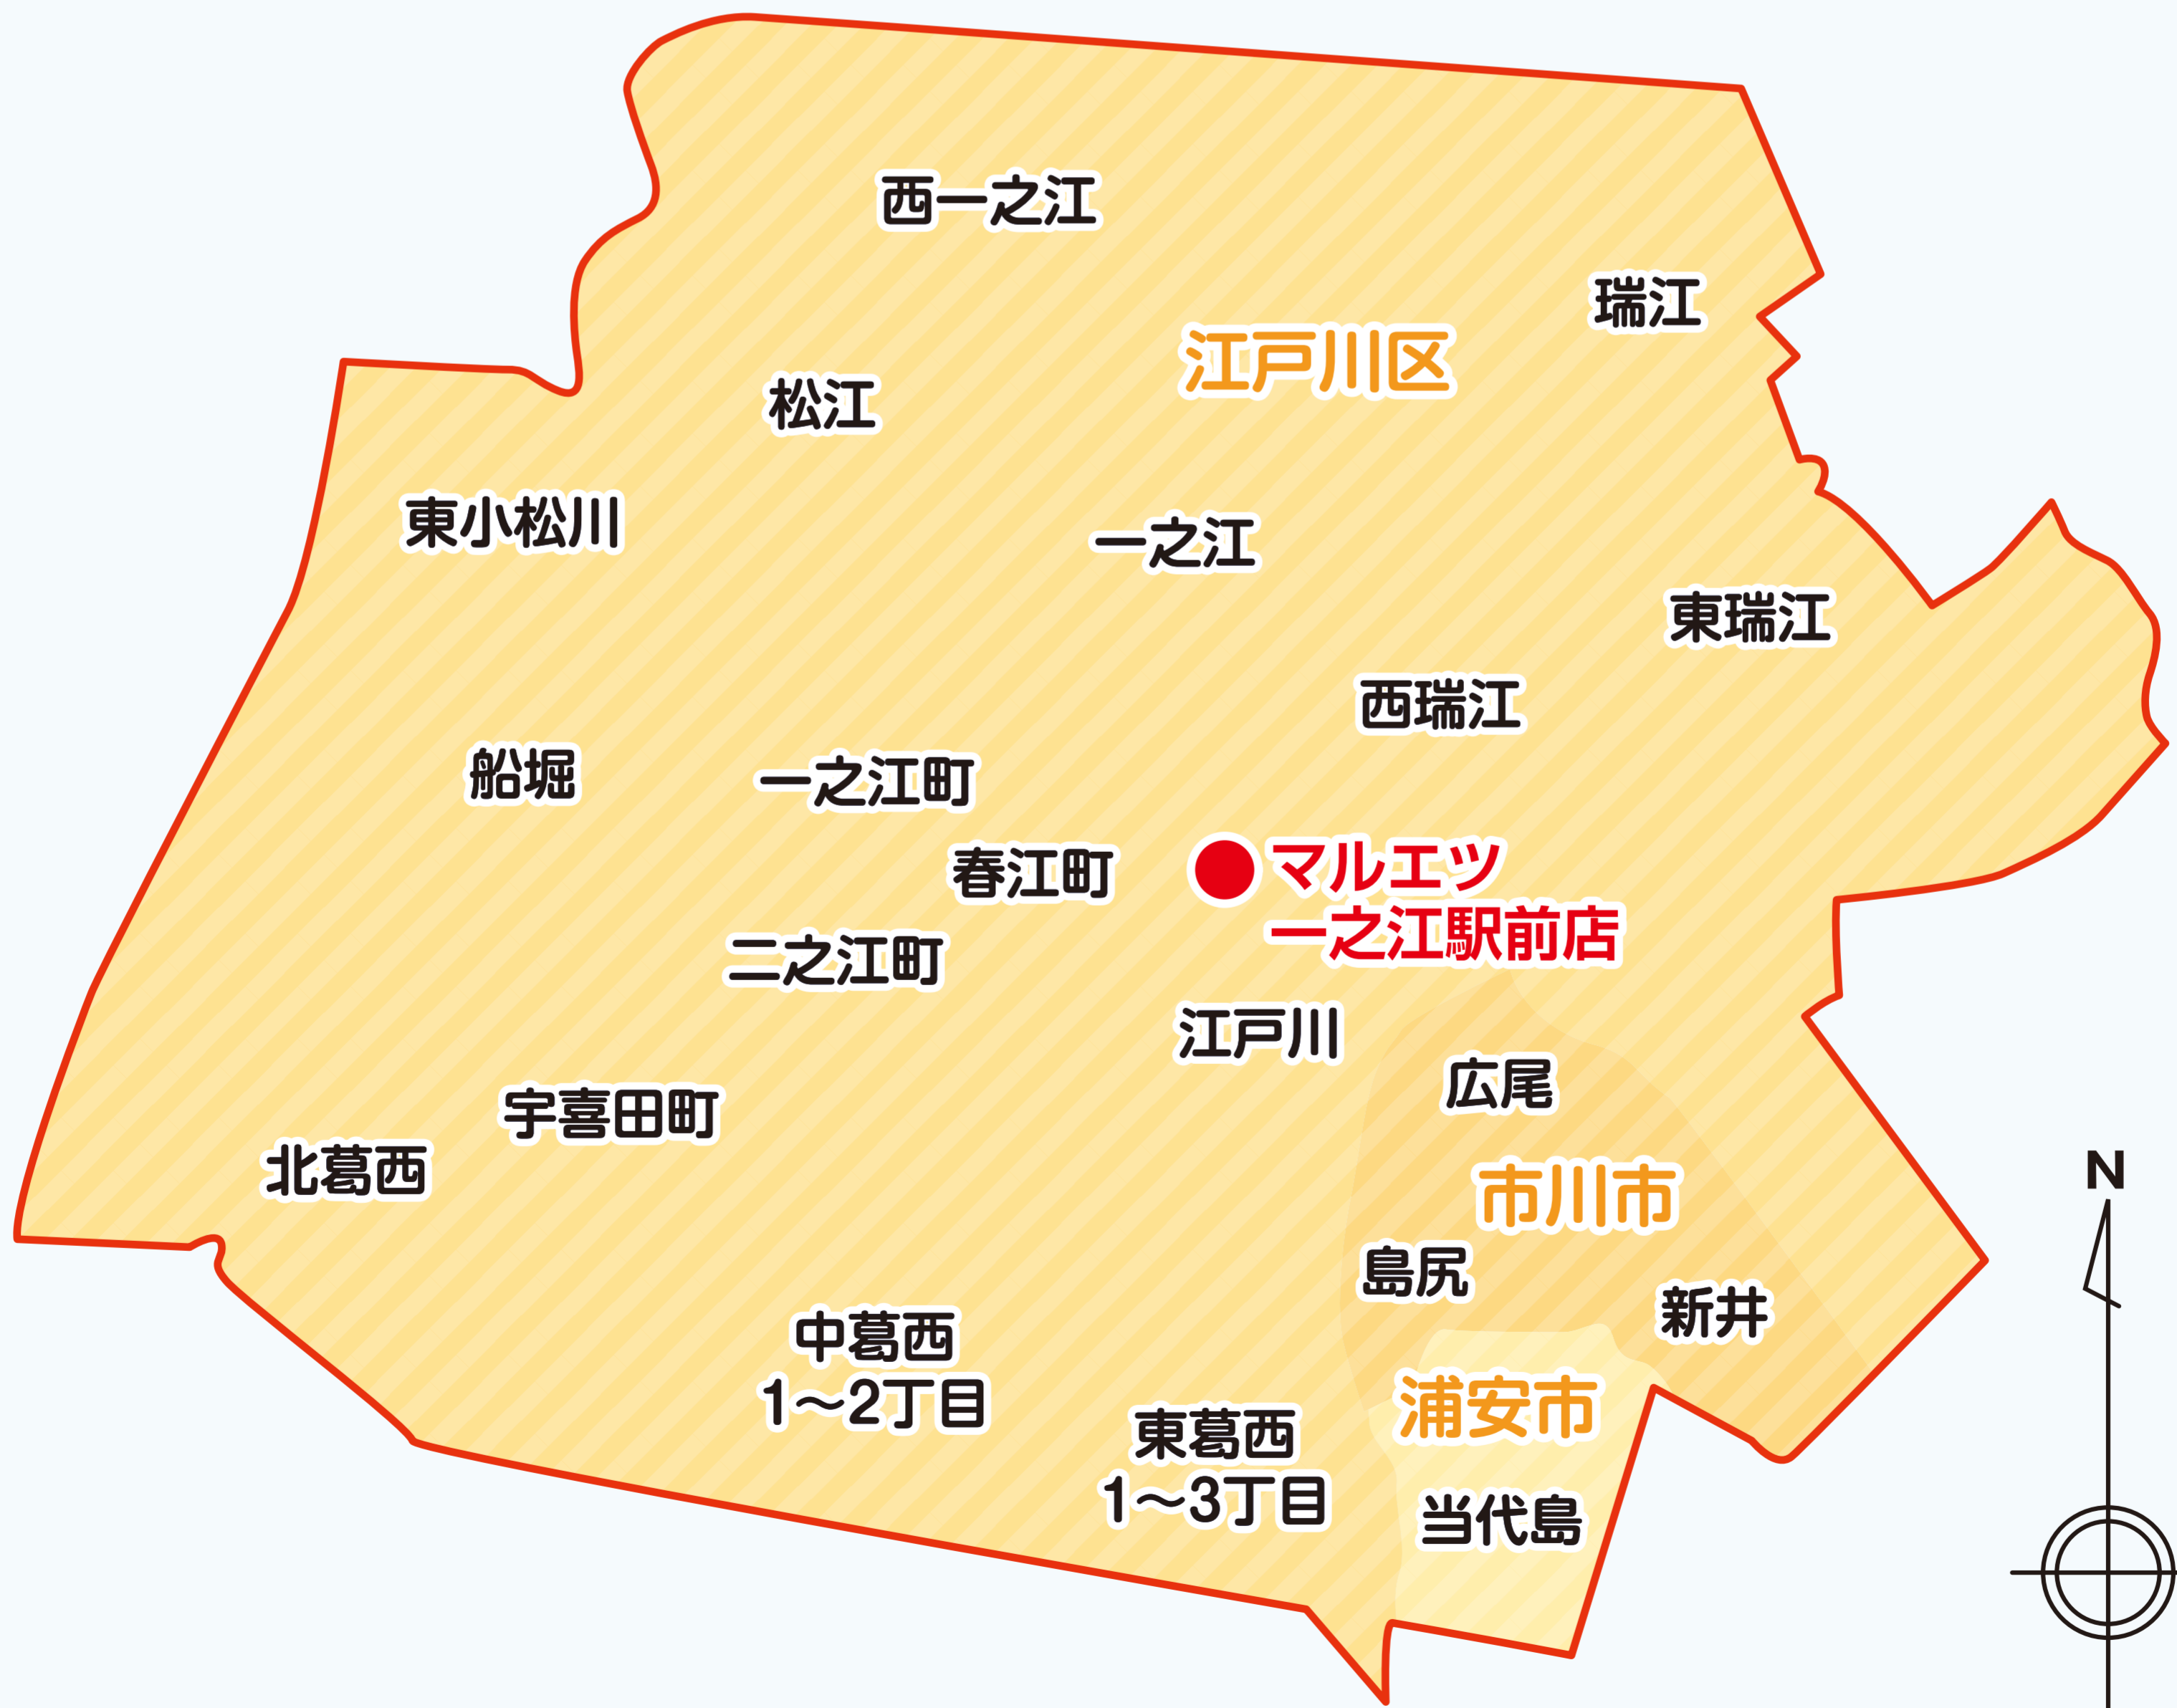 西一之江
瑞江
江戸川区
松江
東小松川
一之江
東瑞江
西瑞江
船堀
一之江町
春江町
マルエツ
一之江駅前店
二之江町
江戸川
広尾
宇喜田町
北葛西
市川市
島尻
新井
中葛西
1〜2丁目
浦安市
東葛西
1〜3丁目
当代島
N